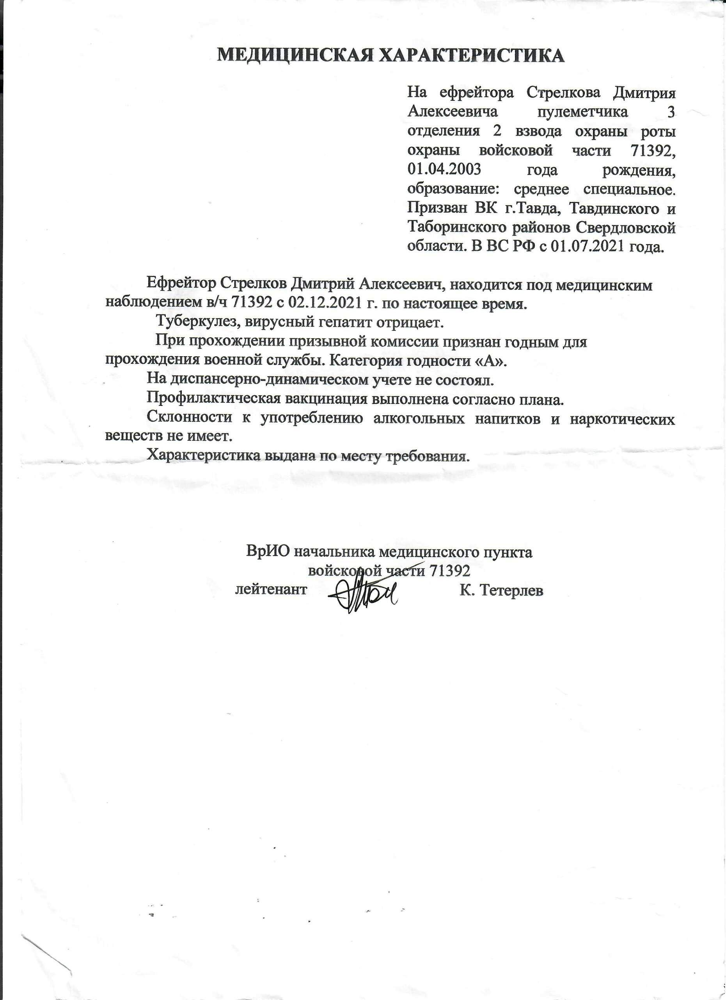 МЕДИЦИНСКАЯ ХАРАКТЕРИСТИКА
На ефрейтора Стрелкова Дмитрия
Алексеевича пулеметчика 3
отделения 2 взвода охраны роты
охраны войсковой части 71392,
01.04.2003 года рождения,
образование: среднее специальное.
Призван ВК г.Тавда, Тавдинского и
Таборинского районов Свердловской
области. В ВС РФ с 01.07.2021 года.
Ефрейтор Стрелков Дмитрий Алексеевич, находится под медицинским
наблюдением в/ч 71392 с 02.12.2021 г. по настоящее время.
Туберкулез, вирусный гепатит отрицает.
При прохождении призывной комиссии признан годным для
прохождения военной службы. Категория годности «А».
На диспансерно-динамическом учете не состоял.
Профилактическая вакцинация выполнена согласно плана.
Склонности к употреблению алкогольных напитков и наркотических
веществ не имеет.
Характеристика выдана по месту требования.
ВрИО начальника медицинского пункта
войсковой части 71392
лейтенант К. Тетерлев